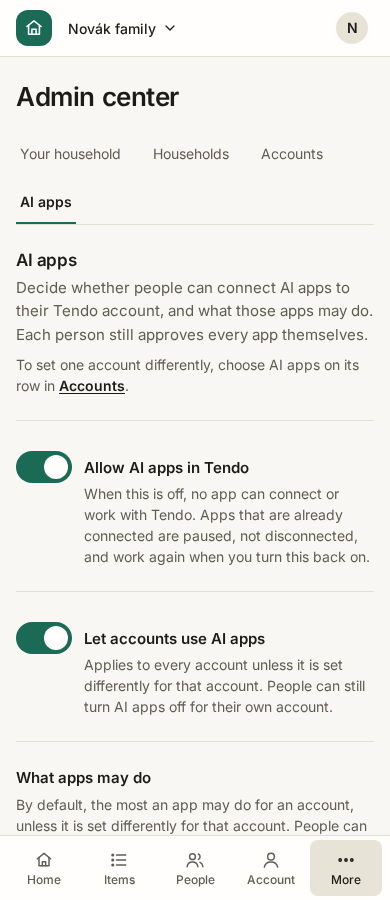 Novák family
N
Admin center
Your household
Households
Accounts
AI apps
AI apps
Decide whether people can connect AI apps to
their Tendo account, and what those apps may do.
Each person still approves every app themselves.
To set one account differently, choose AI apps on its
row in Accounts.
Allow AI apps in Tendo
When this is off, no app can connect or
work with Tendo. Apps that are already
connected are paused, not disconnected,
and work again when you turn this back on.
Let accounts use AI apps
Applies to every account unless it is set
differently for that account. People can still
turn AI apps off for their own account.
What apps may do
By default, the most an app may do for an account,
unless it is set differently for that account. People can
Home
Items
People
Account
More